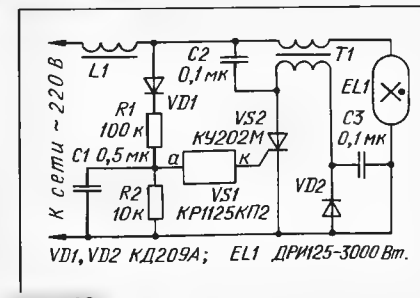 К сети ~ 220 В
L1
C2
0,1 мк
T1
EL1
VD1
R1
100 к
VS2
КУ202М
C3
0,1 мк
C1 0,5 мк
а
к
VD2
R2
10к
VS1
КР1125КП2
VD1, VD2 КД209А; EL1 ДРИ125-3000 Вт.